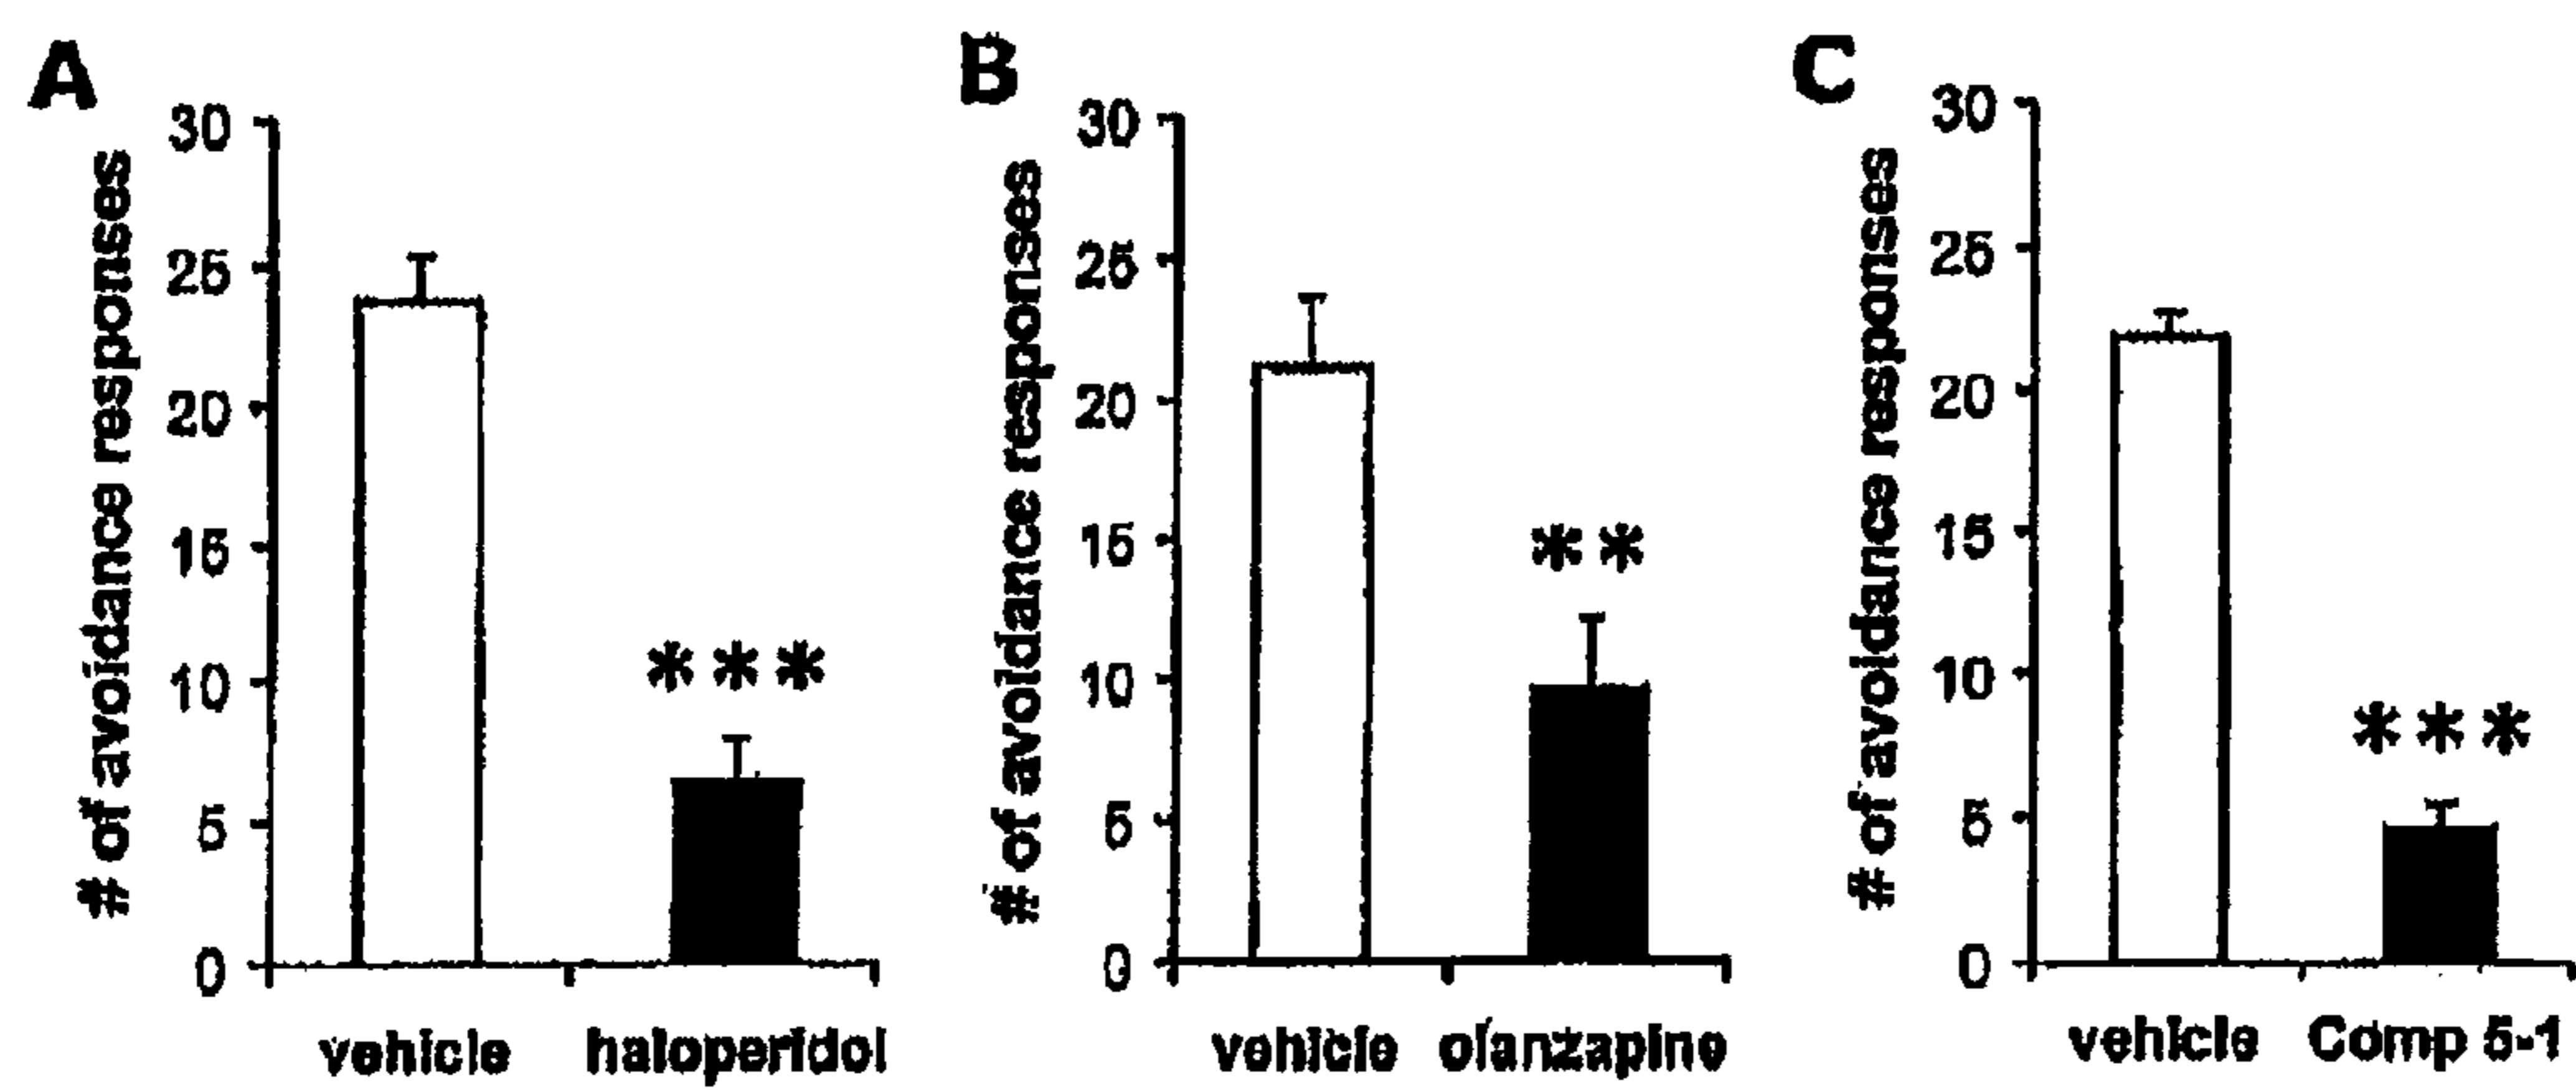 A
# of avoidance responses
30
25
20
15
10
5
0
***
vehicle haloperidol
B
# of avoidance responses
30
25
20
15
10
5
0
**
vehicle olanzapine
C
# of avoidance responses
30
25
20
15
10
5
0
***
vehicle Comp 5-1